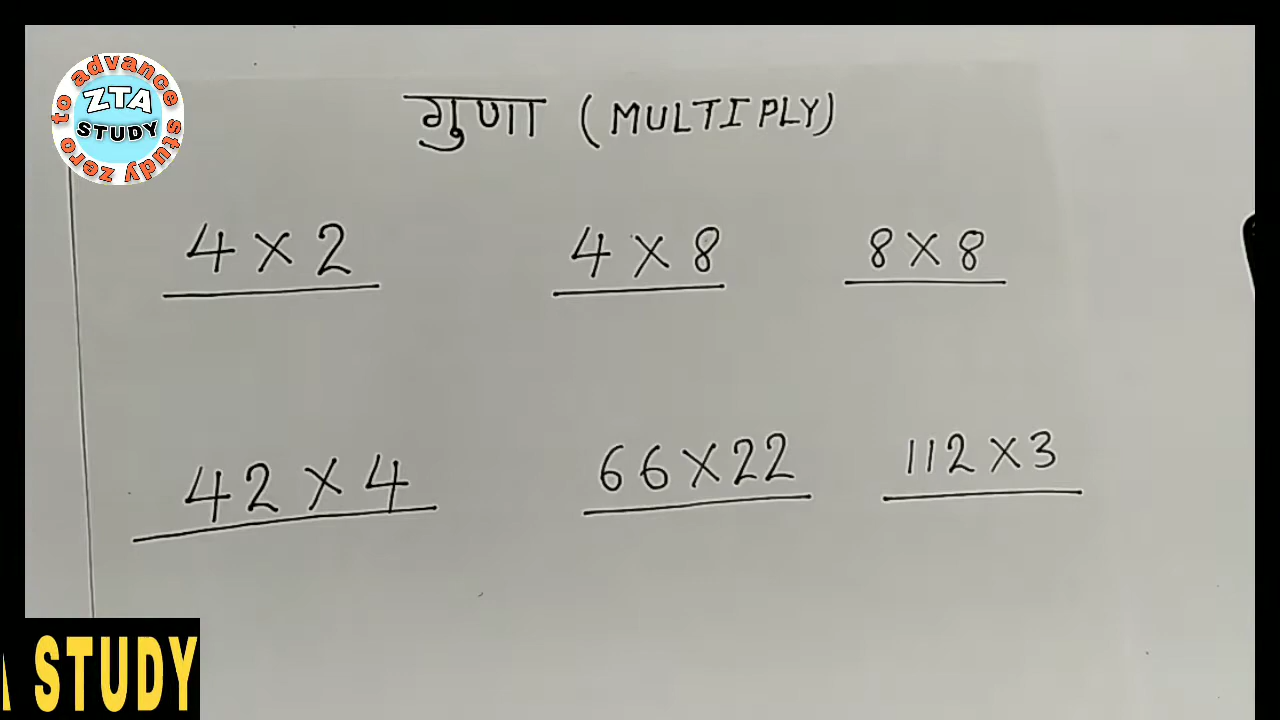 zero to advance study
ZTA
STUDY
गुणा (MULTIPLY)
4 X 2
4 X 8
8 X 8
42 X 4
66 X 22
112 X 3
STUDY